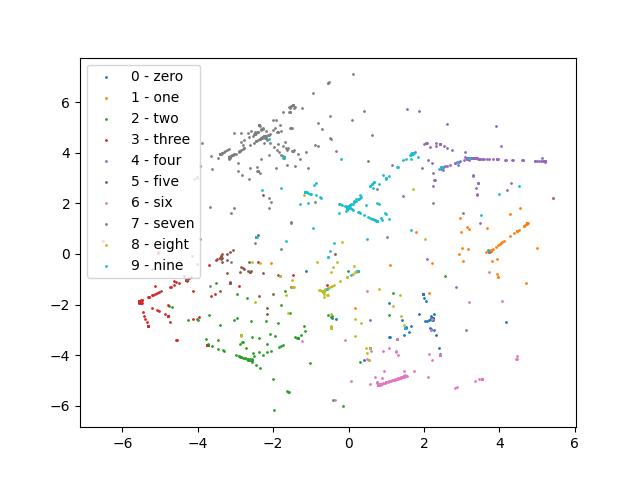 0 - zero
1 - one
2 - two
3 - three
4 - four
5 - five
6 - six
7 - seven
8 - eight
9 - nine
6
4
2
0
−2
−4
−6
−6 −4 −2 0 2 4 6